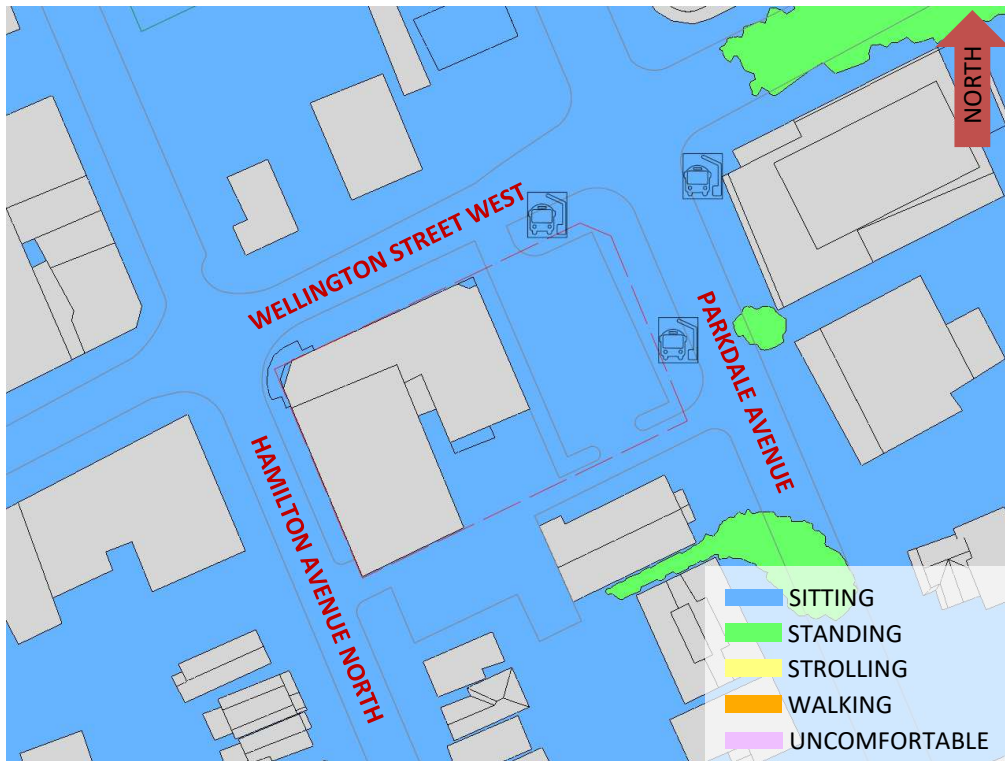 NORTH
WELLINGTON STREET WEST
PARKDALE AVENUE
HAMILTON AVENUE NORTH
SITTING
STANDING
STROLLING
WALKING
UNCOMFORTABLE